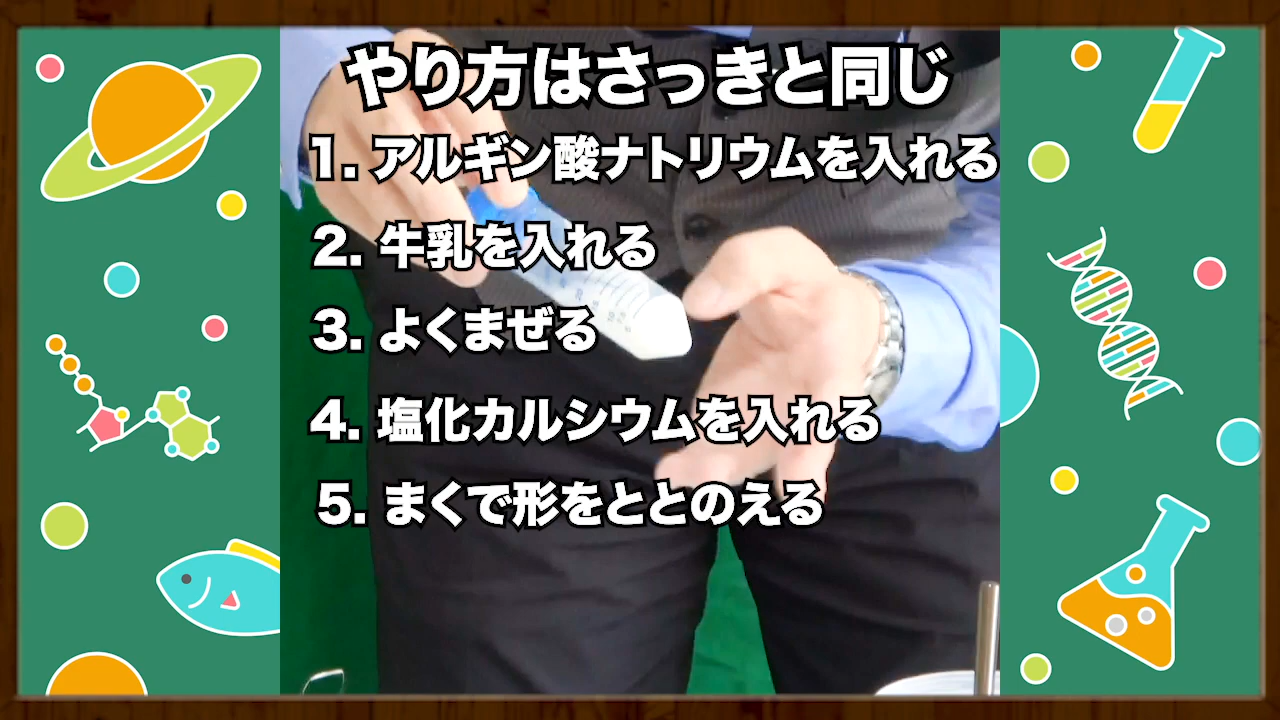 やり方はさっきと同じ
1. アルギン酸ナトリウムを入れる
2. 牛乳を入れる
3. よくまぜる
4. 塩化カルシウムを入れる
5. まくで形をととのえる